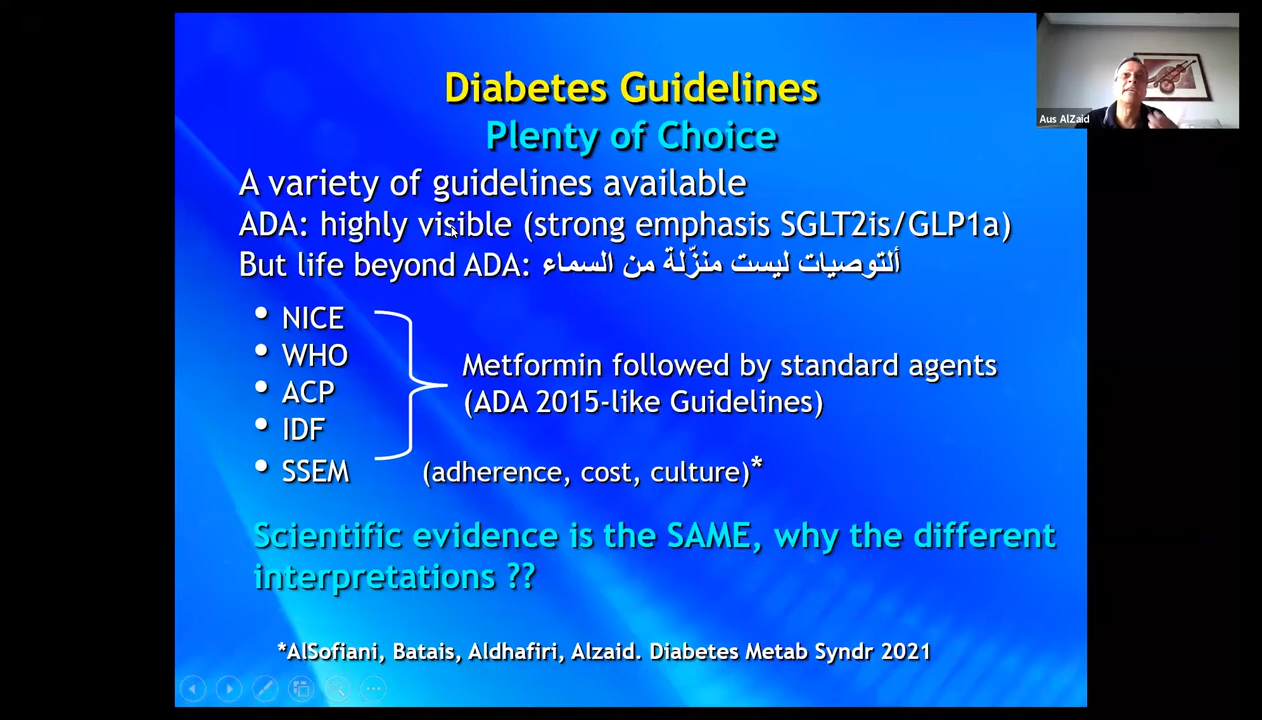 Diabetes Guidelines
Plenty of Choice
A variety of guidelines available
ADA: highly visible (strong emphasis SGLT2is/GLP1a)
But life beyond ADA: ألتوصيات ليست منزّلة من السماء
• NICE
• WHO
• ACP
• IDF
• SSEM (adherence, cost, culture)*
Metformin followed by standard agents
(ADA 2015-like Guidelines)
Scientific evidence is the SAME, why the different
interpretations ??
*AlSofiani, Batais, Aldhafiri, Alzaid. Diabetes Metab Syndr 2021
Aus AlZaid